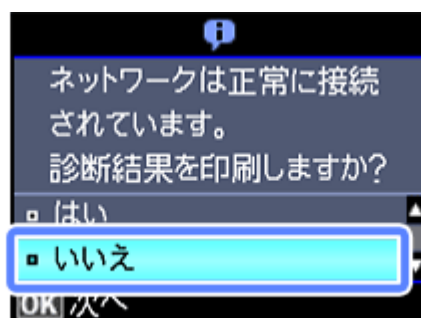 ネットワークは正常に接続
されています。
診断結果を印刷しますか?
はい
いいえ
OK 次へ